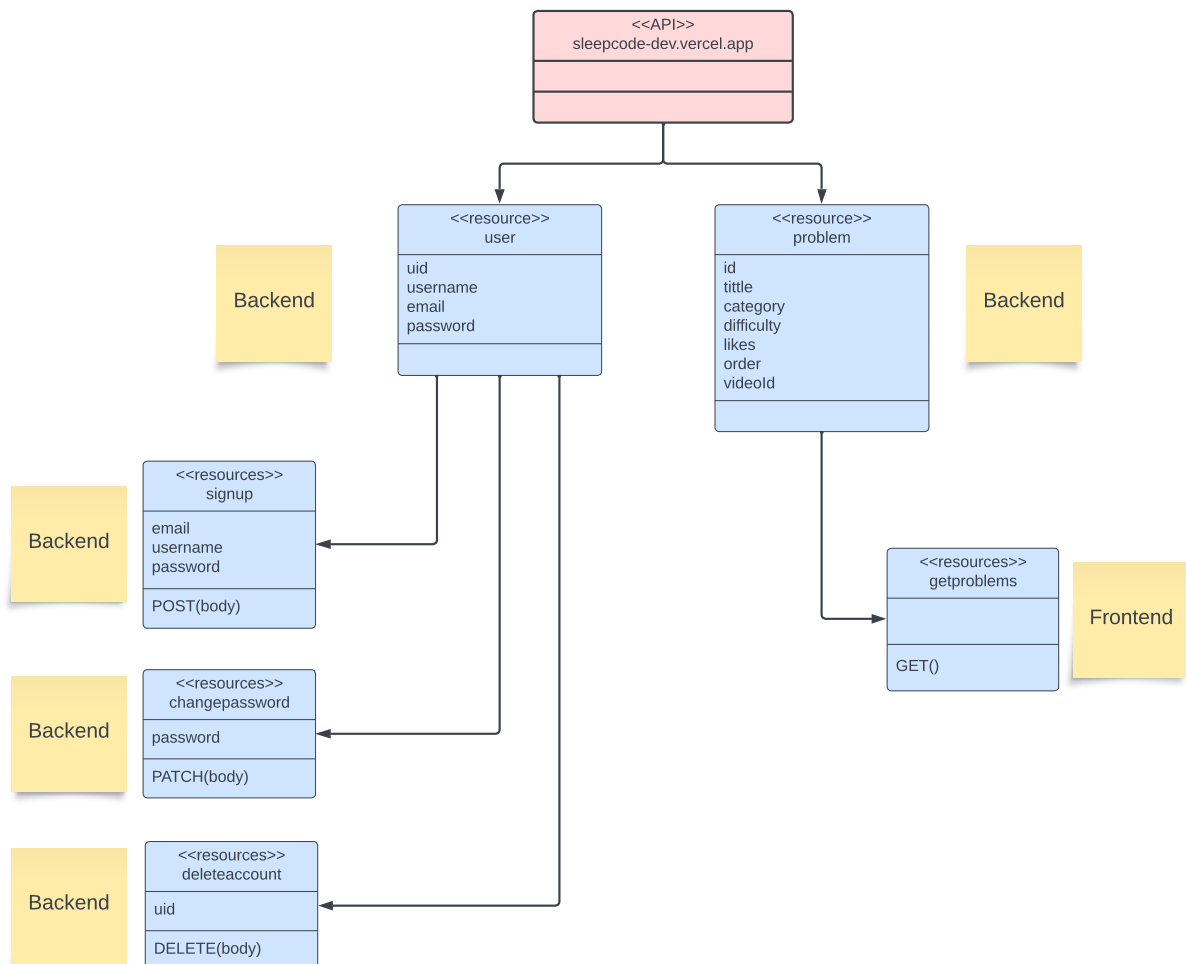 <<API>>
sleepcode-dev.vercel.app
<<resource>>
user
uid
username
email
password
<<resource>>
problem
id
tittle
category
difficulty
likes
order
videoId
Backend
Backend
<<resources>>
signup
email
username
password
POST(body)
Backend
<<resources>>
getproblems
GET()
Frontend
<<resources>>
changepassword
password
PATCH(body)
Backend
<<resources>>
deleteaccount
uid
DELETE(body)
Backend